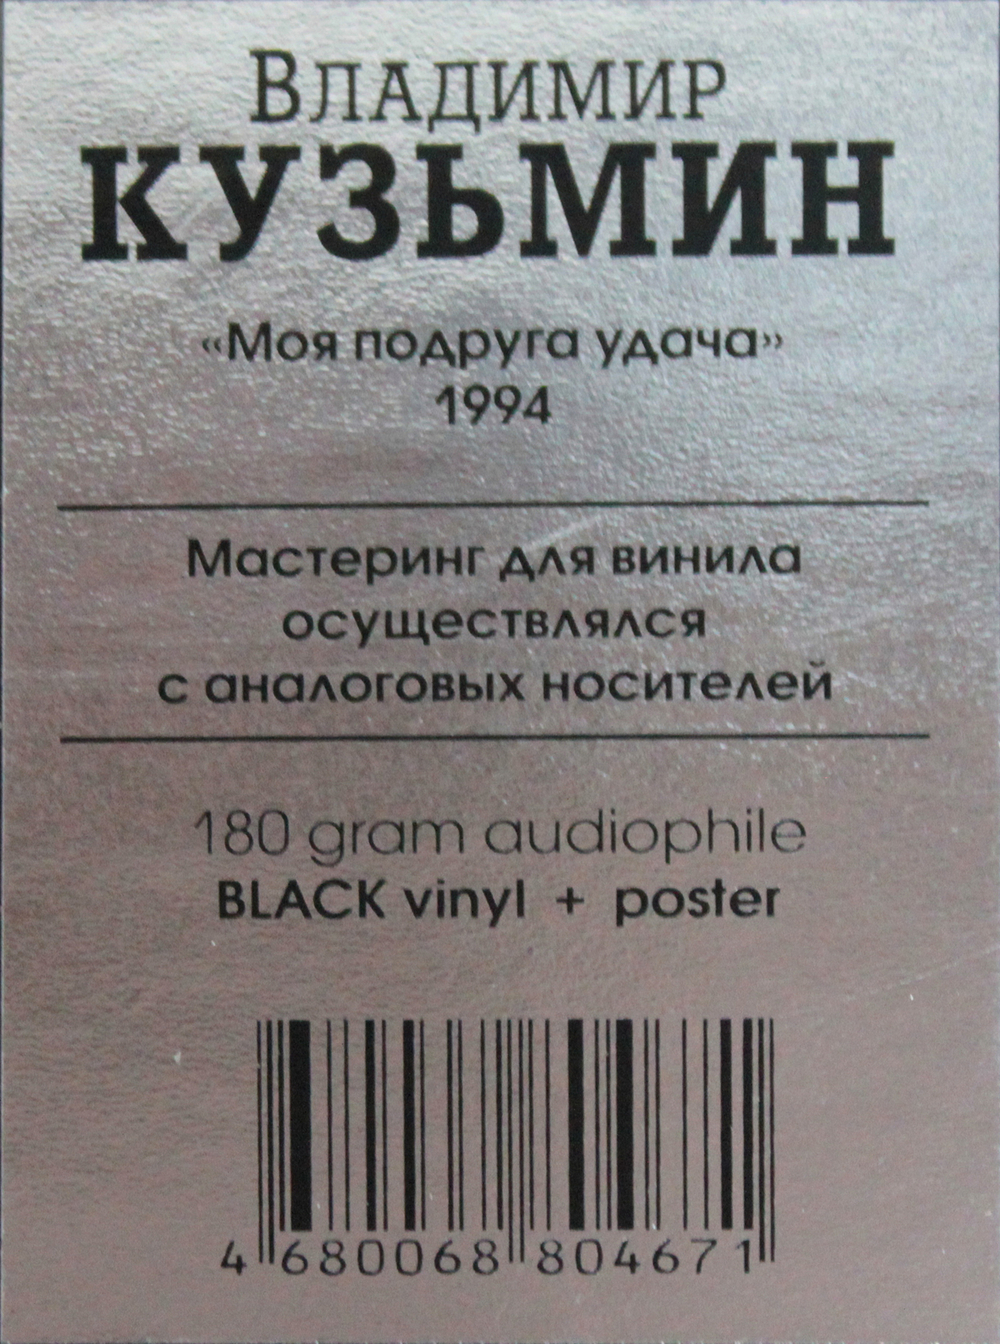 Владимир
КУЗЬМИН
«Моя подруга удача»
1994
Мастеринг для винила
осуществлялся
с аналоговых носителей
180 gram audiophile
BLACK vinyl + poster
4 680068 804671